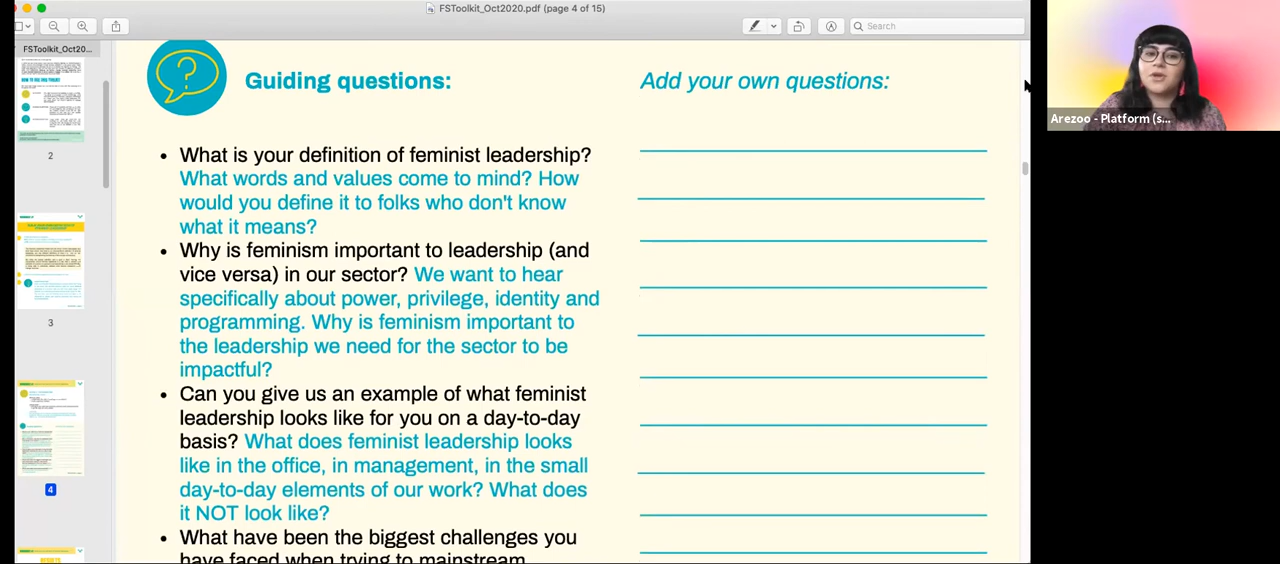 FSToolkit_Oct2020.pdf (page 4 of 15)
Search
FSToolkit_Oct20...
2
3
4
Guiding questions:
• What is your definition of feminist leadership?
What words and values come to mind? How
would you define it to folks who don't know
what it means?
• Why is feminism important to leadership (and
vice versa) in our sector? We want to hear
specifically about power, privilege, identity and
programming. Why is feminism important to
the leadership we need for the sector to be
impactful?
• Can you give us an example of what feminist
leadership looks like for you on a day-to-day
basis? What does feminist leadership looks
like in the office, in management, in the small
day-to-day elements of our work? What does
it NOT look like?
• What have been the biggest challenges you
have faced when trying to mainstream
Add your own questions:
Arezoo - Platform (s...